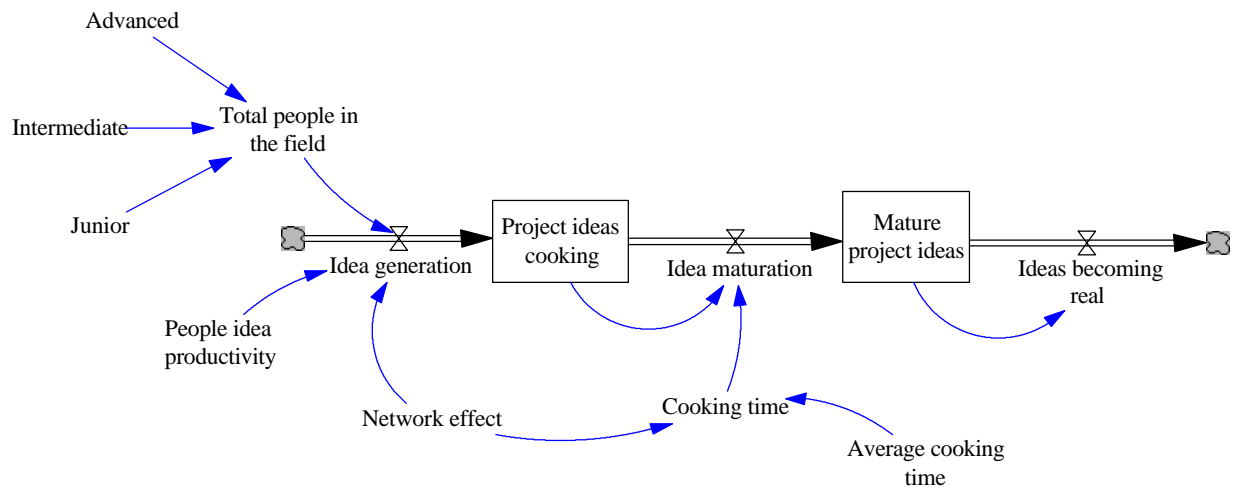 Advanced
Total people in
the field
Intermediate
Junior
Project ideas
cooking
Mature
project ideas
Idea generation
Idea maturation
Ideas becoming
real
People idea
productivity
Network effect
Cooking time
Average cooking
time